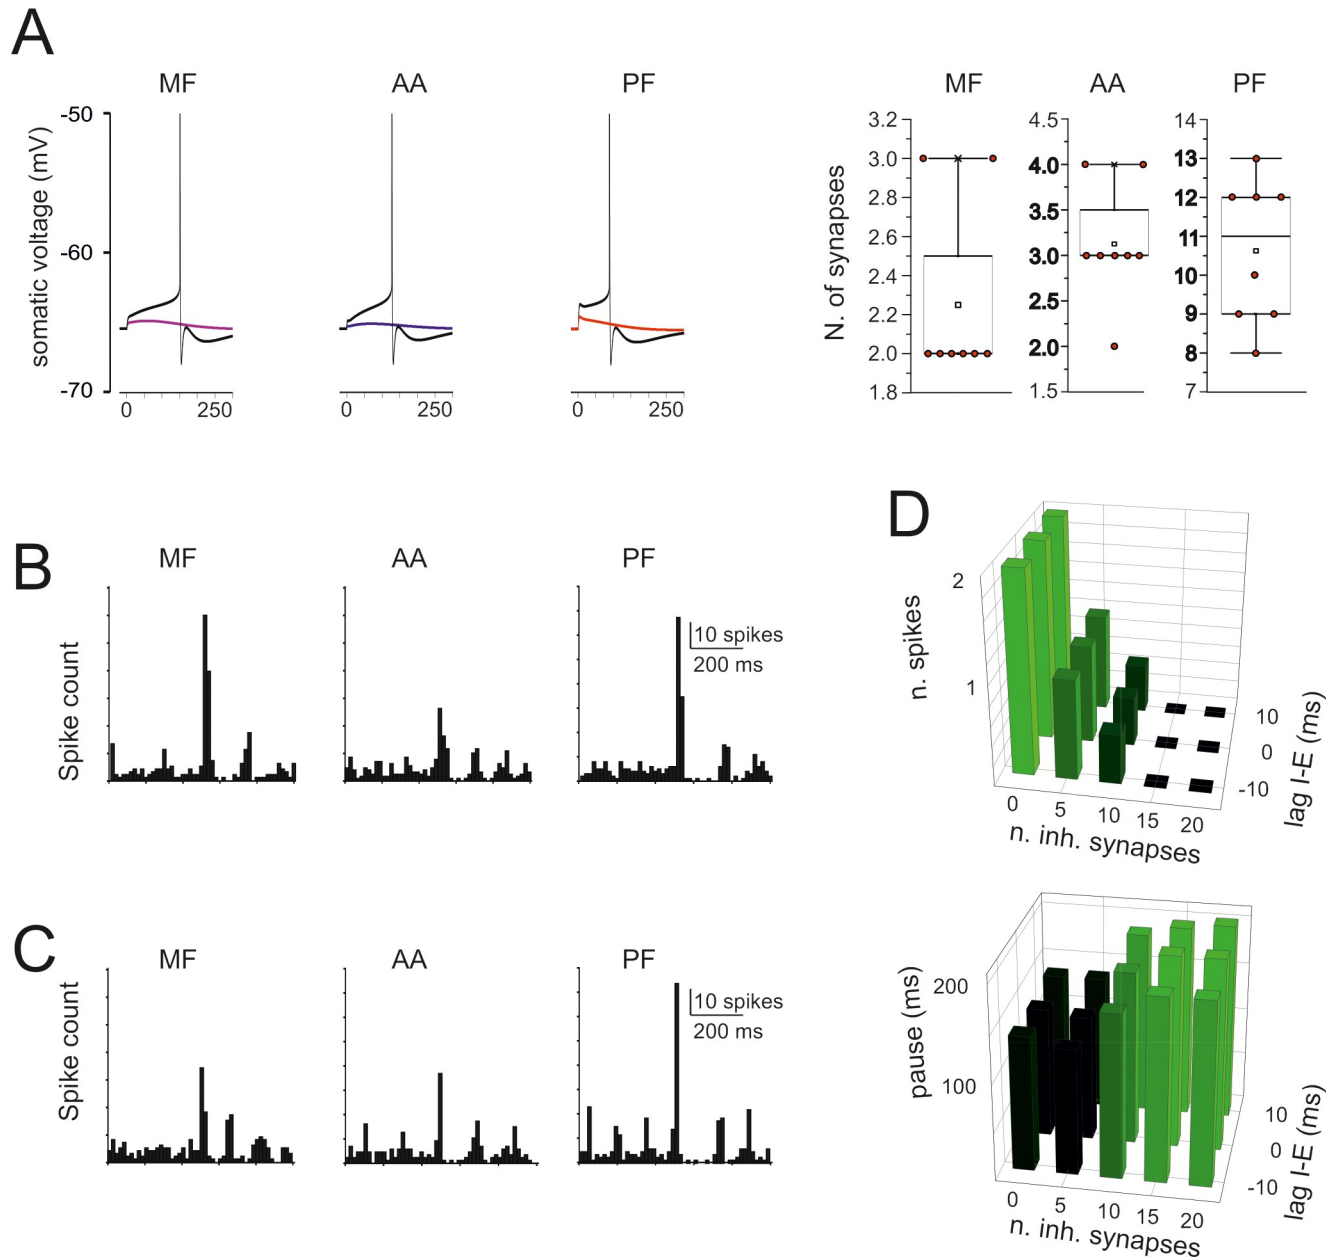 A
MF
AA
PF
somatic voltage (mV)
-50
-60
-70
0
250
0
250
0
250
MF
AA
PF
N. of synapses
3.2
3.0
2.8
2.6
2.4
2.2
2.0
1.8
4.5
4.0
3.5
3.0
2.5
2.0
1.5
14
13
12
11
10
9
8
7
B
MF
AA
PF
Spike count
10 spikes
200 ms
C
MF
AA
PF
Spike count
10 spikes
200 ms
D
n. spikes
2
1
0
5
10
15
20
n. inh. synapses
10
0
-10
lag I-E (ms)
pause (ms)
200
100
0
5
10
15
20
n. inh. synapses
10
0
-10
lag I-E (ms)